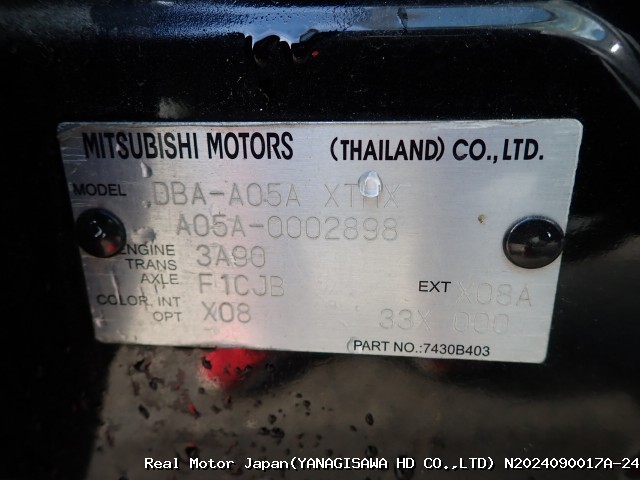 MITSUBISHI MOTORS (THAILAND) CO., LTD.
MODEL DBA-A05A XTHX
A05A-0002898
ENGINE 3A90
TRANS AXLE F1CJB
COLOR, INT X08 EXT X08A
OPT 33X 000
PART NO.:7430B403
Real Motor Japan(YANAGISAWA HD CO.,LTD) N2024090017A-24